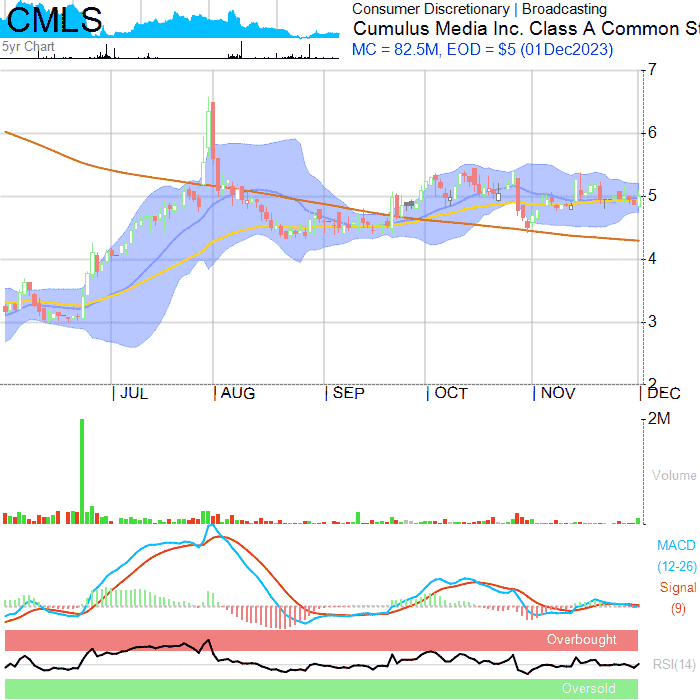 CMLS
5yr Chart
Consumer Discretionary | Broadcasting
Cumulus Media Inc. Class A Common St
MC = 82.5M, EOD = $5 (01Dec2023)
7
6
5
4
3
2
JUL AUG SEP OCT NOV DEC
2M
Volume
MACD
(12-26)
Signal
(9)
Overbought
RSI(14)
Oversold